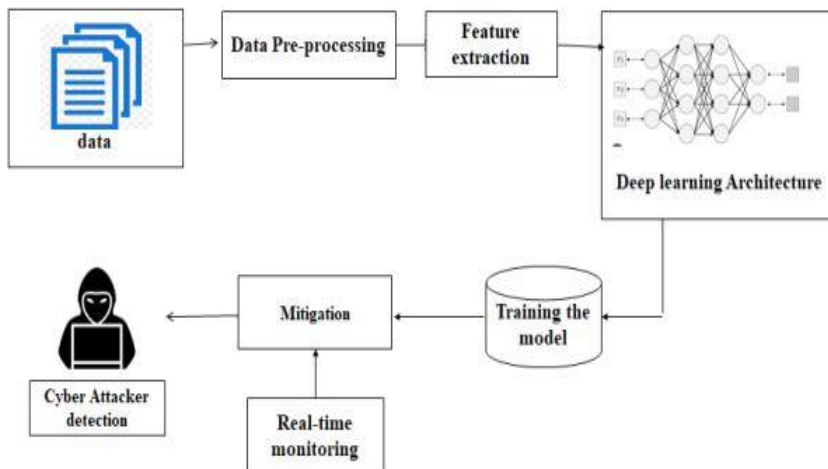 data
Data Pre-processing
Feature
extraction
Deep learning Architecture
Training the
model
Mitigation
Real-time
monitoring
Cyber Attacker
detection